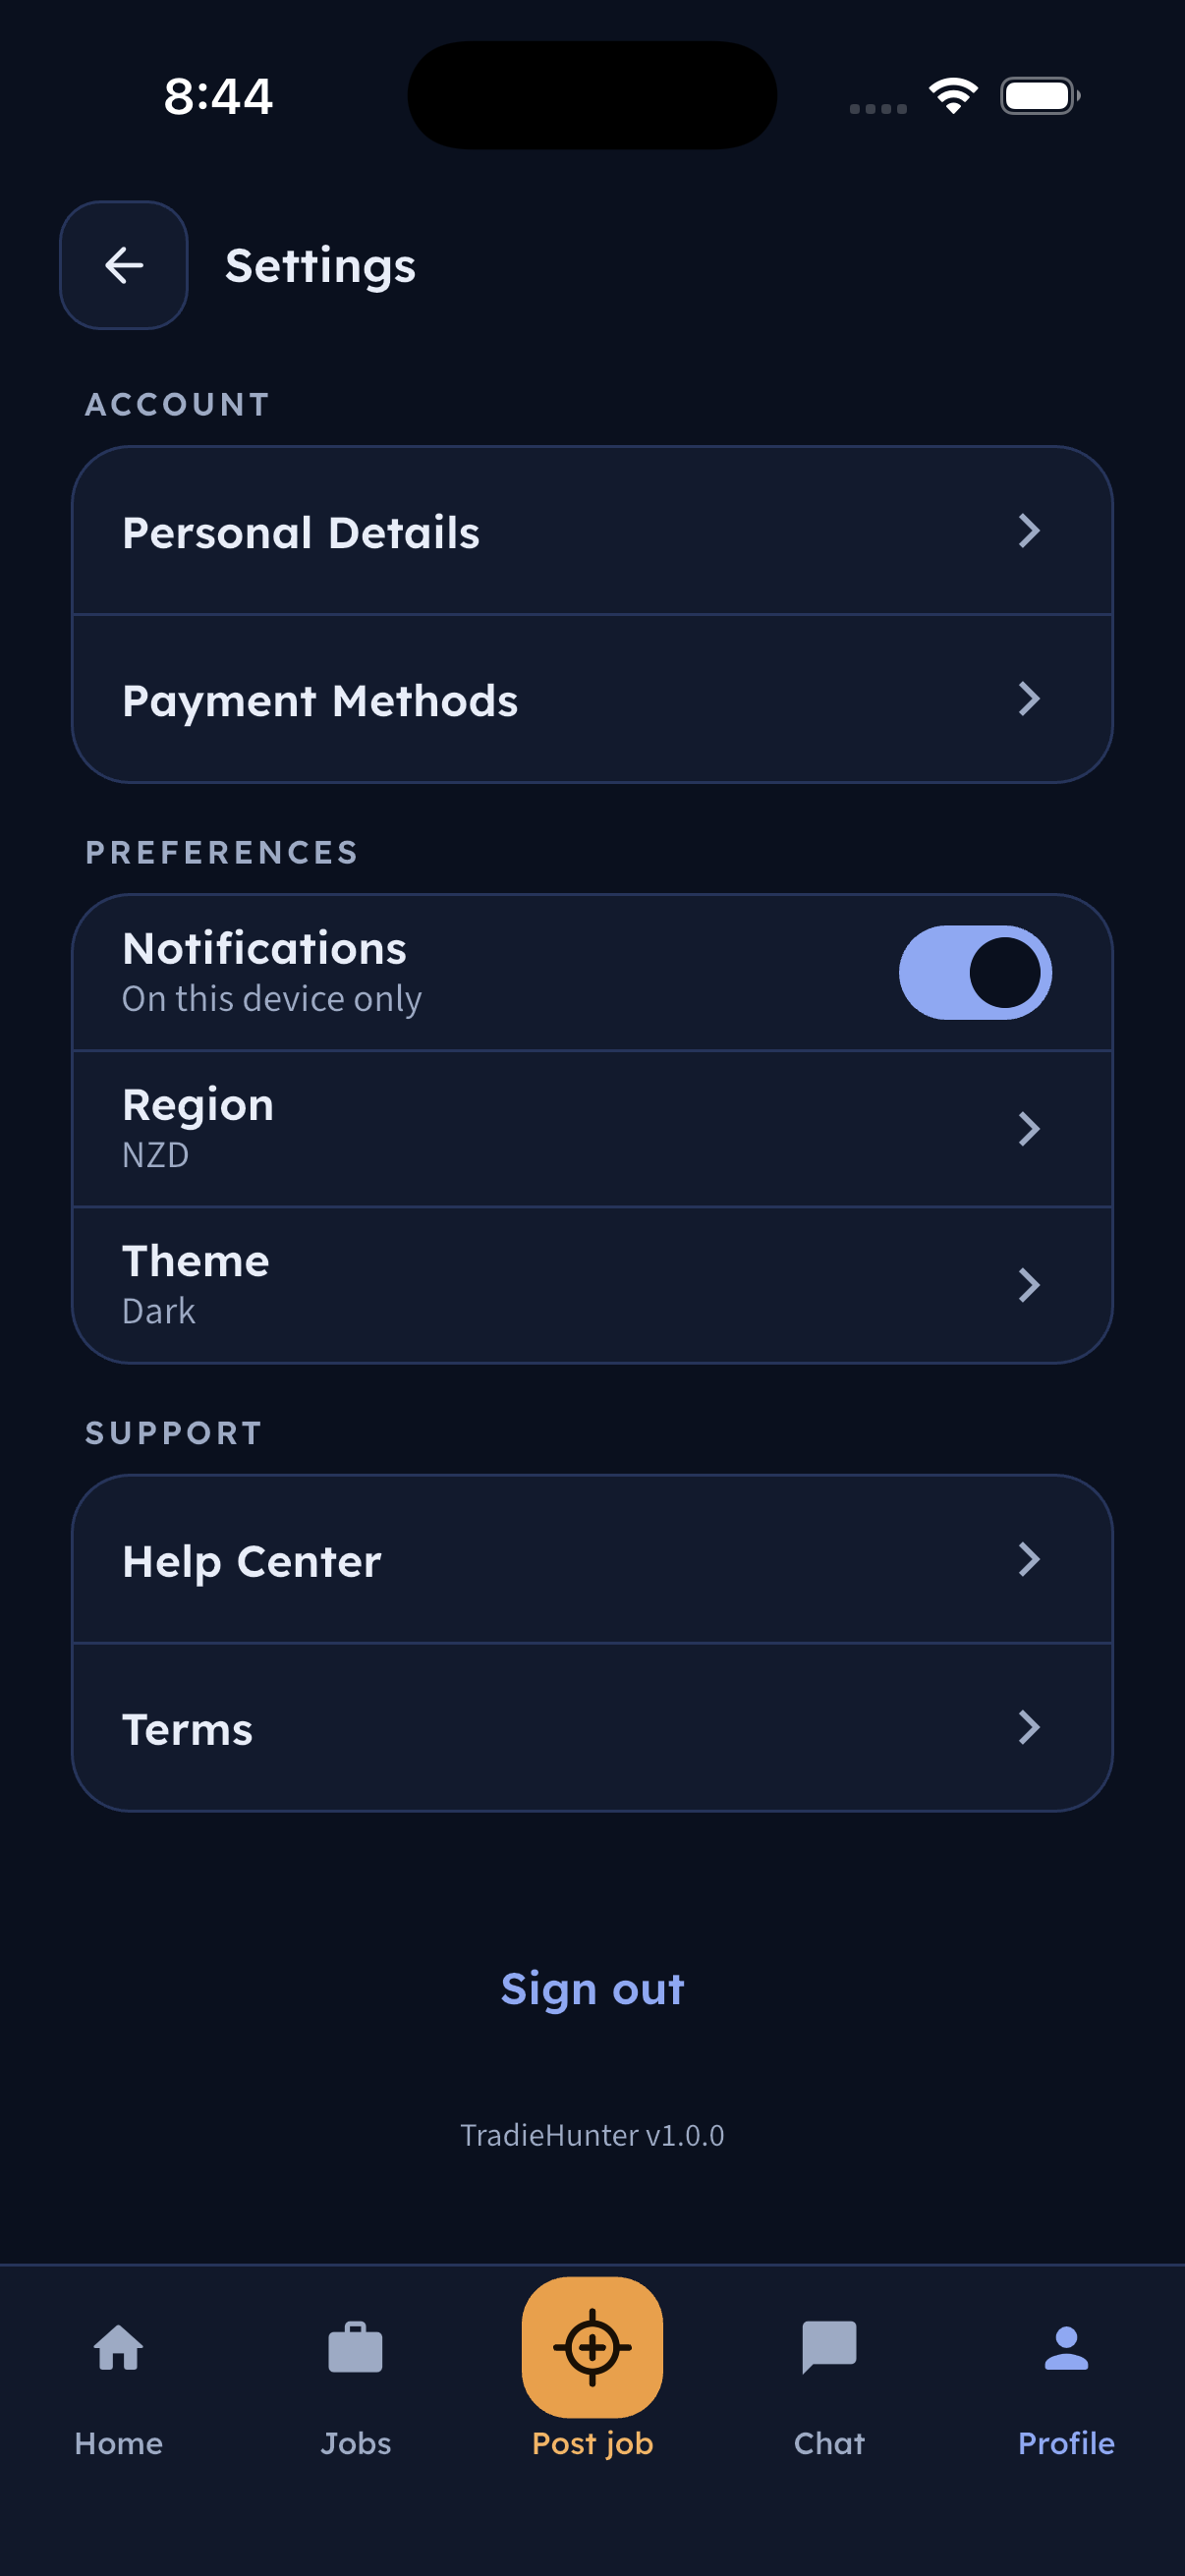 8:44
Settings
ACCOUNT
Personal Details
Payment Methods
PREFERENCES
Notifications
On this device only
Region
NZD
Theme
Dark
SUPPORT
Help Center
Terms
Sign out
TradieHunter v1.0.0
Home
Jobs
Post job
Chat
Profile